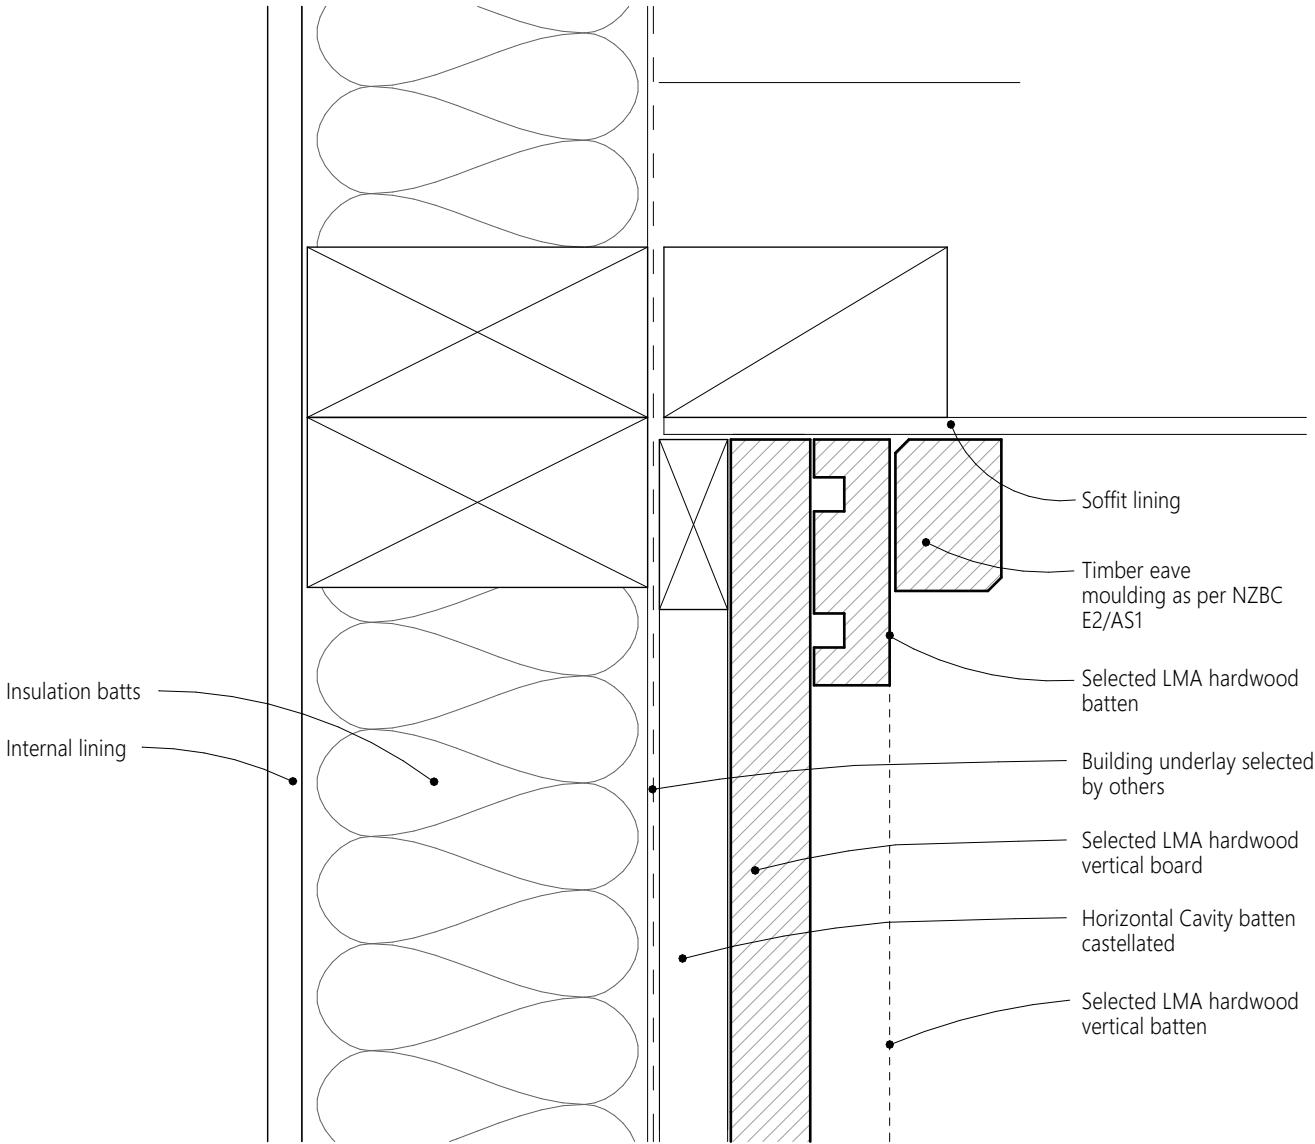 Soffit lining
Timber eave
moulding as per NZBC
E2/AS1
Selected LMA hardwood
batten
Insulation batts
Internal lining
Building underlay selected
by others
Selected LMA hardwood
vertical board
Horizontal Cavity batten
castellated
Selected LMA hardwood
vertical batten